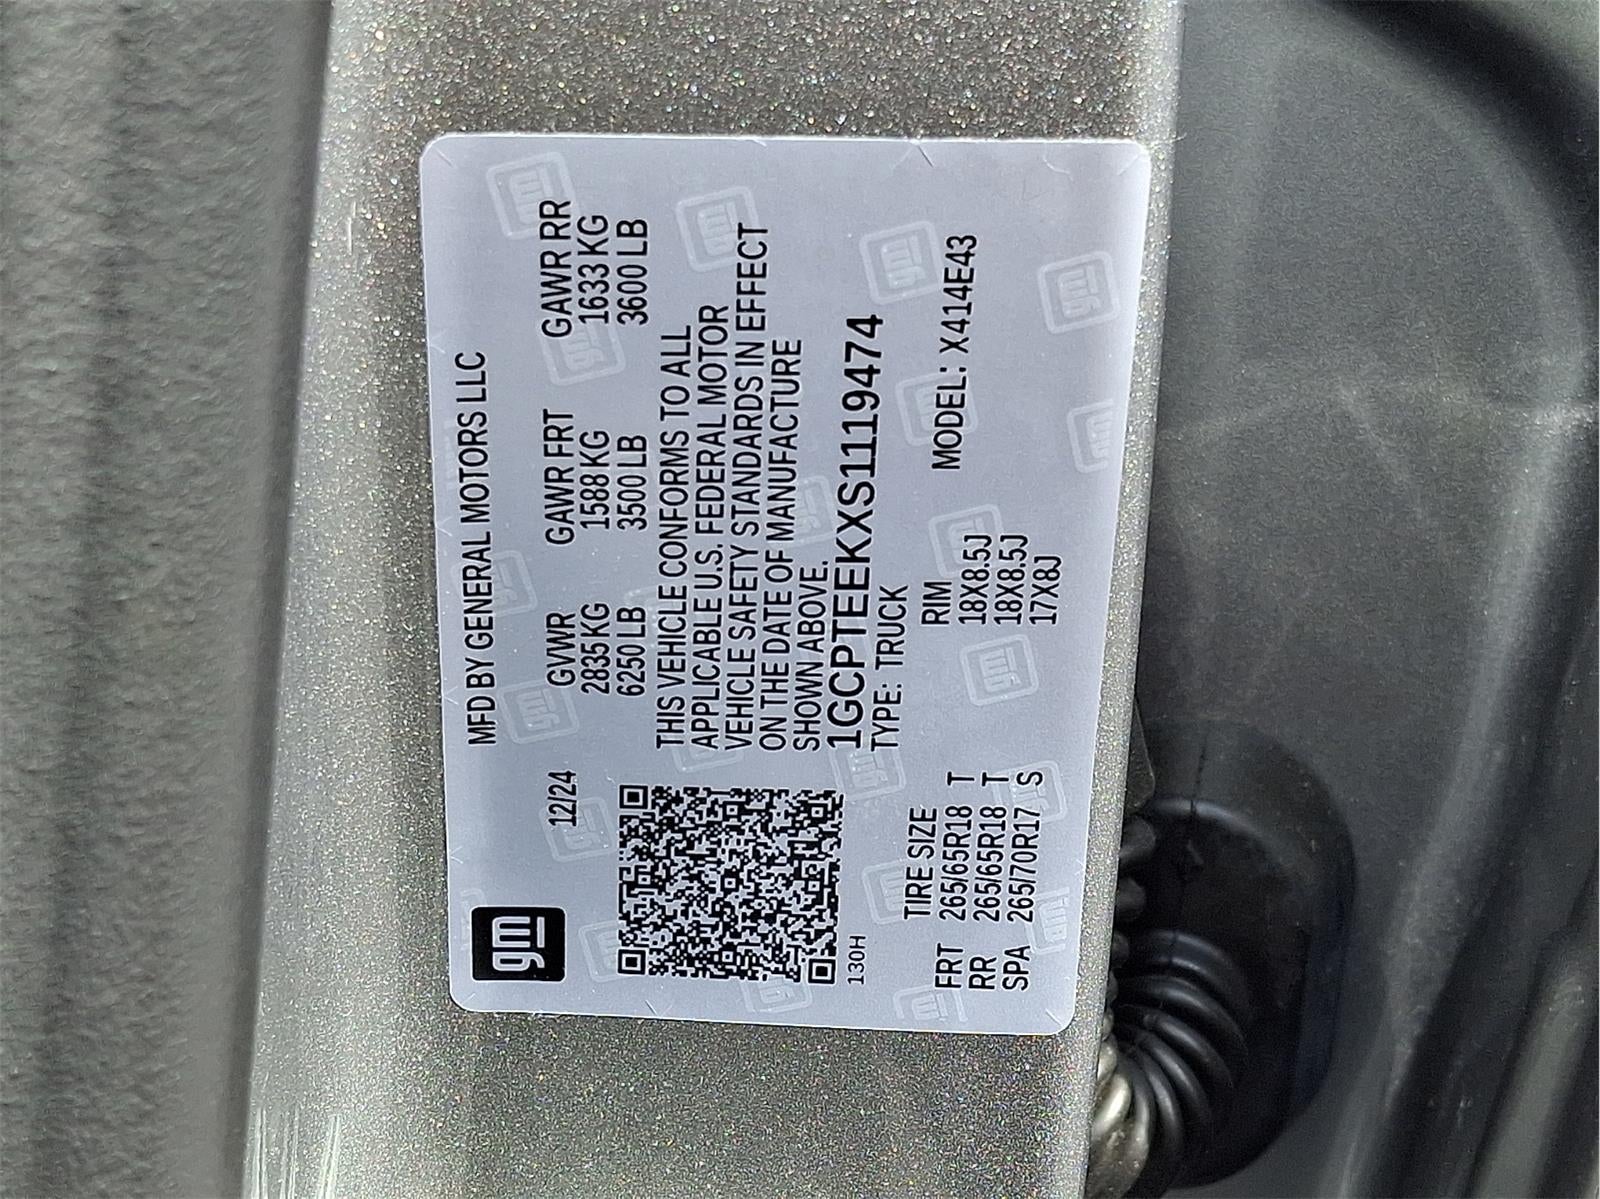 gm
MFD BY GENERAL MOTORS LLC
12/24
GVWR GAWR FRT GAWR RR
2835 KG 1588 KG 1633 KG
6250 LB 3500 LB 3600 LB
THIS VEHICLE CONFORMS TO ALL
APPLICABLE U.S. FEDERAL MOTOR
VEHICLE SAFETY STANDARDS IN EFFECT
ON THE DATE OF MANUFACTURE
SHOWN ABOVE.
1GCPTEEKXS1119474
TYPE: TRUCK
130H
TIRE SIZE RIM MODEL: X414E43
FRT 265/65R18 T 18X8.5J
RR 265/65R18 T 18X8.5J
SPA 265/70R17 S 17X8J